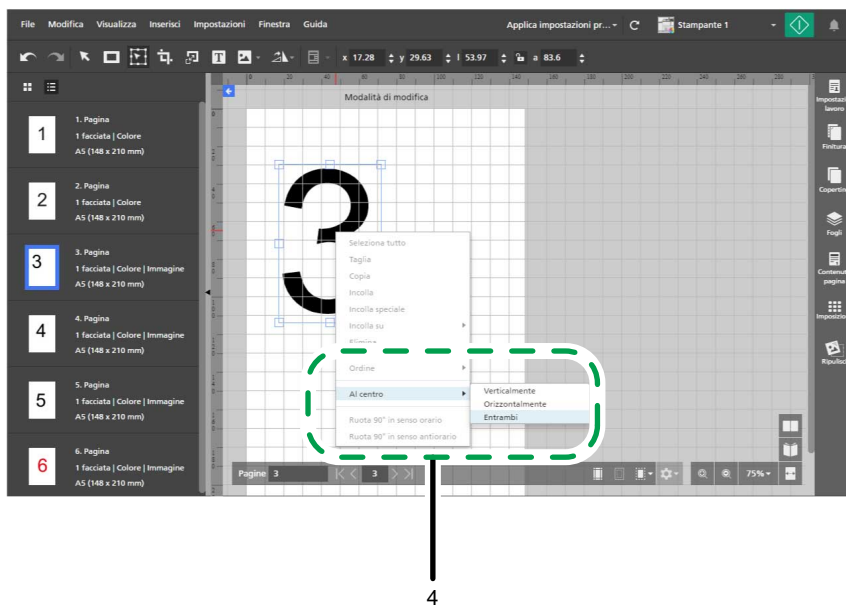 File Modifica Visualizza Inserisci Impostazioni Finestra Guida Applica impostazioni pr... Stampante 1
x 17.28 y 29.63 l 53.97 a 83.6
Modalità di modifica
1
1. Pagina
1 facciata | Colore
A5 (148 x 210 mm)
2
2. Pagina
1 facciata | Colore
A5 (148 x 210 mm)
3
3. Pagina
1 facciata | Colore | Immagine
A5 (148 x 210 mm)
4
4. Pagina
1 facciata | Colore | Immagine
A5 (148 x 210 mm)
5
5. Pagina
1 facciata | Colore | Immagine
A5 (148 x 210 mm)
6
6. Pagina
1 facciata | Colore | Immagine
A5 (148 x 210 mm)
3
Seleziona tutto
Taglia
Copia
Incolla
Incolla speciale
Incolla su
Elimina
Ordine
Al centro
Verticalmente
Orizzontalmente
Entrambi
Ruota 90° in senso orario
Ruota 90° in senso antiorario
Pagine 3
3
75%
Impostazi
lavoro
Finitura
Copertin
Fogli
Contenut
pagina
Imposizio
Ripulisci
4